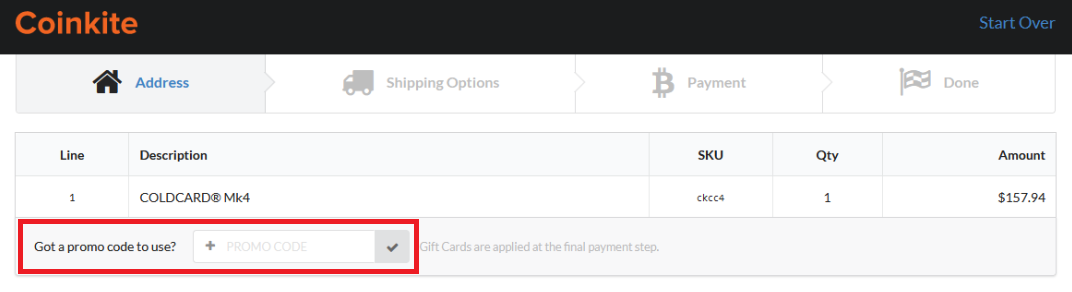 Coinkite Start Over
Address Shipping Options Payment Done
Line Description SKU Qty Amount
1 COLDCARD® Mk4 ckcc4 1 $157.94
Got a promo code to use? PROMO CODE Gift Cards are applied at the final payment step.